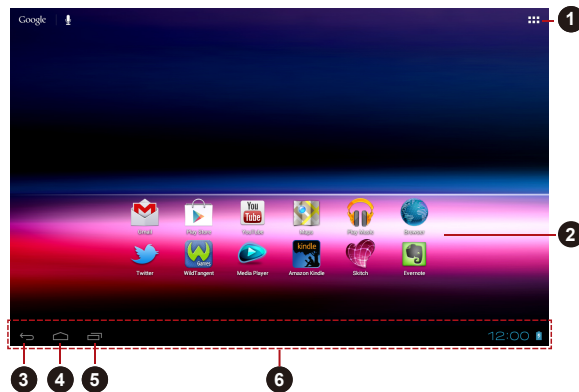 Google
1
Gmail Play Store YouTube Maps Play Music Browser
You
Tube
kindle
GAMES
2
Twitter WildTangent Media Player Amazon Kindle Skitch Evernote
12:00
3 4 5 6